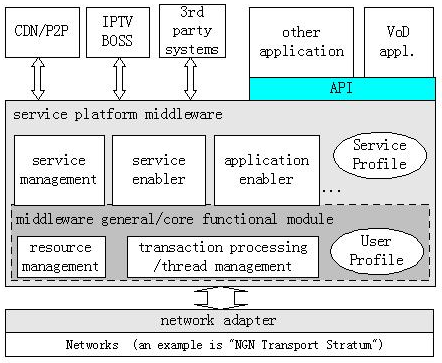 CDN/P2P
IPTV
BOSS
3rd
party
systems
other
application
VoD
appl.
API
service platform middleware
service
management
service
enabler
application
enabler
...
Service
Profile
middleware general/core functional module
resource
management
transaction processing
/thread management
User
Profile
network adapter
Networks (an example is "NGN Transport Stratum")